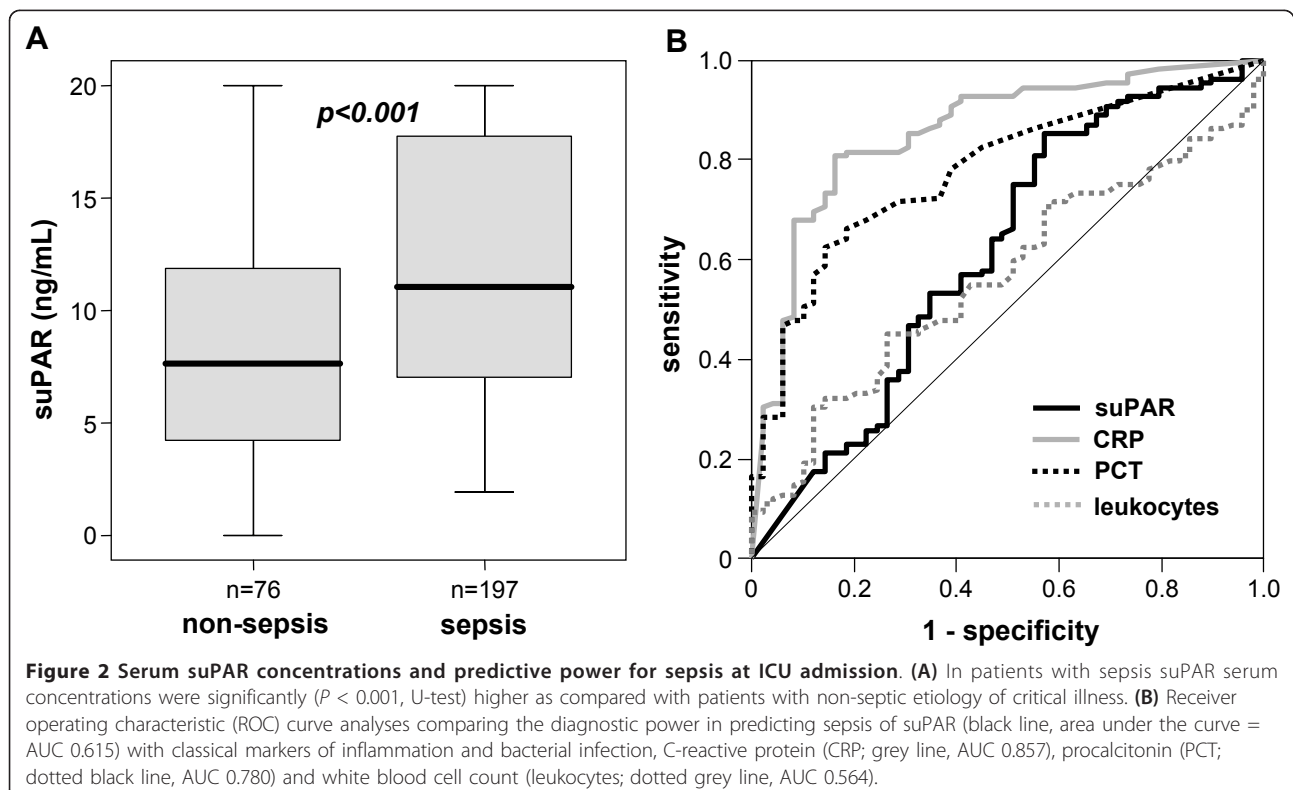 A
20
15
10
5
0
suPAR (ng/mL)
p<0.001
n=76
n=197
non-sepsis
sepsis
B
1.0
0.8
0.6
0.4
0.2
0
sensitivity
suPAR
CRP
PCT
leukocytes
0
0.2
0.4
0.6
0.8
1.0
1 - specificity
Figure 2 Serum suPAR concentrations and predictive power for sepsis at ICU admission. (A) In patients with sepsis suPAR serum
concentrations were significantly (P < 0.001, U-test) higher as compared with patients with non-septic etiology of critical illness. (B) Receiver
operating characteristic (ROC) curve analyses comparing the diagnostic power in predicting sepsis of suPAR (black line, area under the curve =
AUC 0.615) with classical markers of inflammation and bacterial infection, C-reactive protein (CRP; grey line, AUC 0.857), procalcitonin (PCT;
dotted black line, AUC 0.780) and white blood cell count (leukocytes; dotted grey line, AUC 0.564).